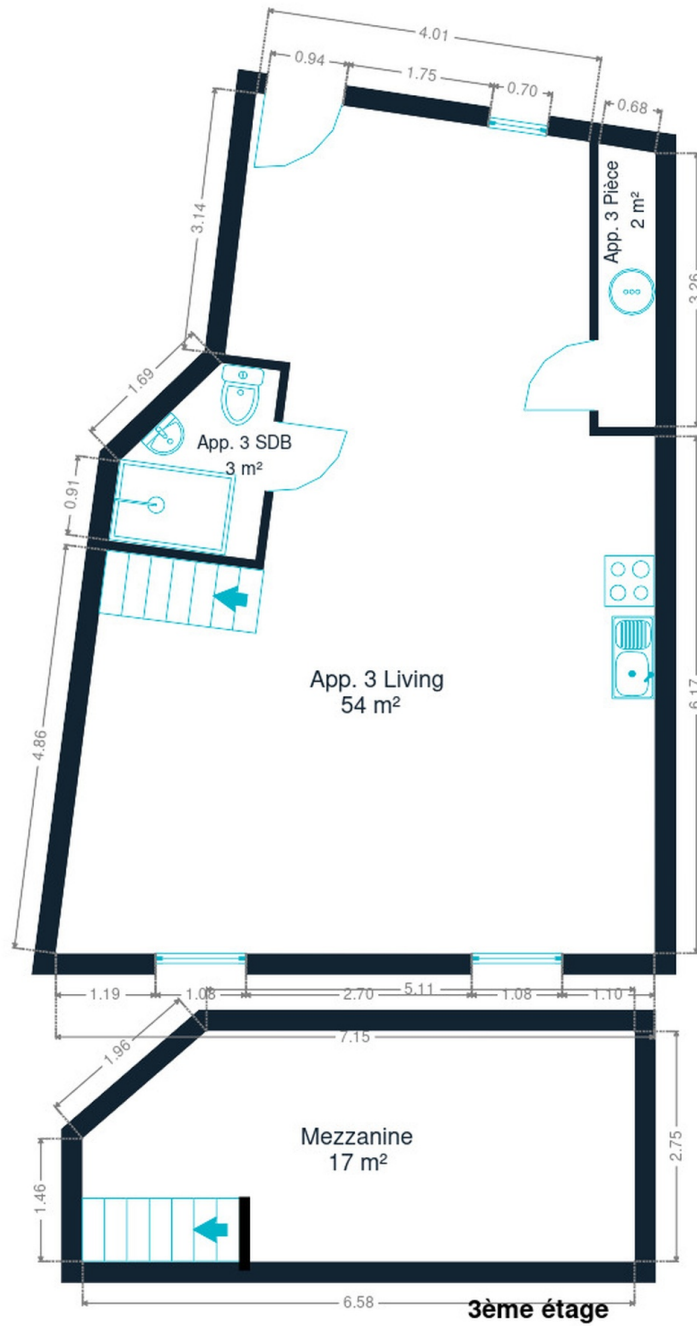 4.01
0.94
1.75
0.70
0.68
App. 3 Pièce
2 m²
3.14
3.26
1.69
App. 3 SDB
3 m²
0.91
App. 3 Living
54 m²
4.86
6.17
5.11
1.19
1.08
2.70
1.08
1.10
7.15
1.96
Mezzanine
17 m²
2.75
1.46
6.58
3ème étage